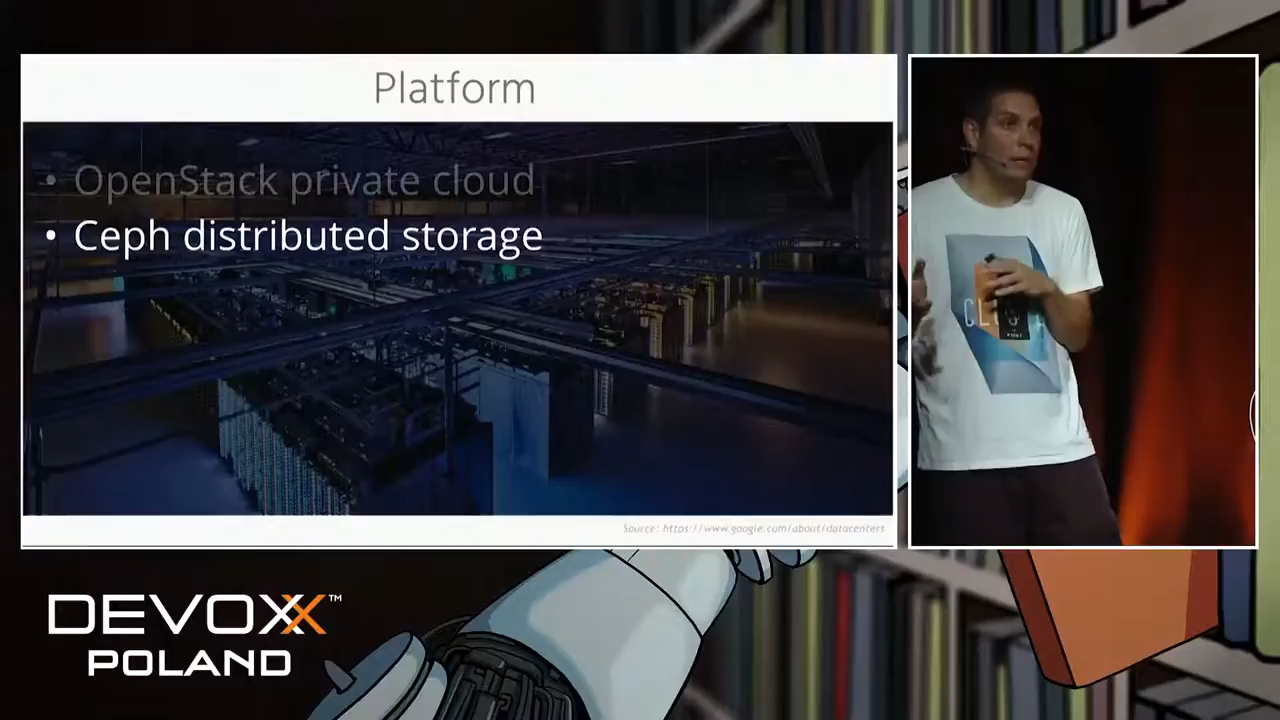 Platform
• OpenStack private cloud
• Ceph distributed storage
Source: https://www.google.com/about/datacenters
DEVOXX™
POLAND